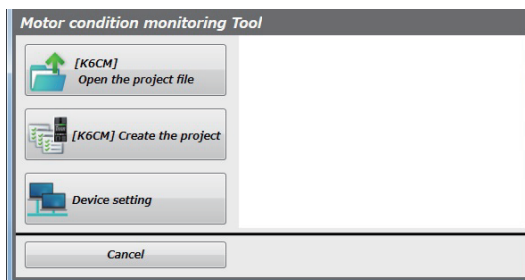 Motor condition monitoring Tool
[K6CM]
Open the project file
[K6CM] Create the project
Device setting
Cancel